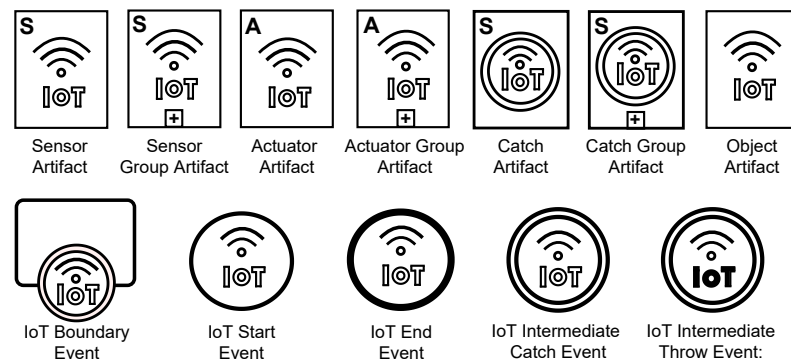 S S A A S S
IoT IoT IoT IoT IoT IoT IoT
+ + +
Sensor Sensor Actuator Actuator Group Catch Catch Group Object
Artifact Group Artifact Artifact Artifact Artifact Artifact Artifact
IoT IoT IoT IoT IoT
IoT Boundary IoT Start IoT End IoT Intermediate IoT Intermediate
Event Event Event Catch Event Throw Event: